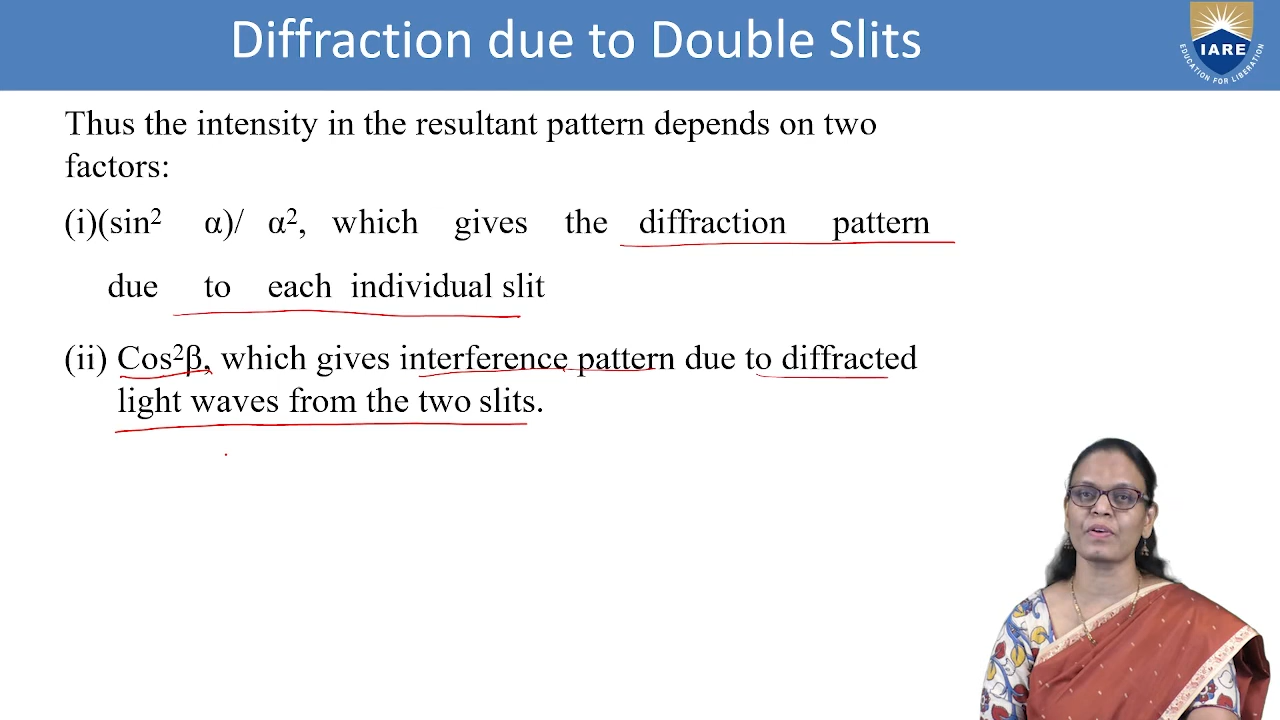 Diffraction due to Double Slits
IARE
EDUCATION FOR LIBERATION
Thus the intensity in the resultant pattern depends on two
factors:
(i)(sin² α)/ α², which gives the diffraction pattern
due to each individual slit
(ii) Cos²β, which gives interference pattern due to diffracted
light waves from the two slits.